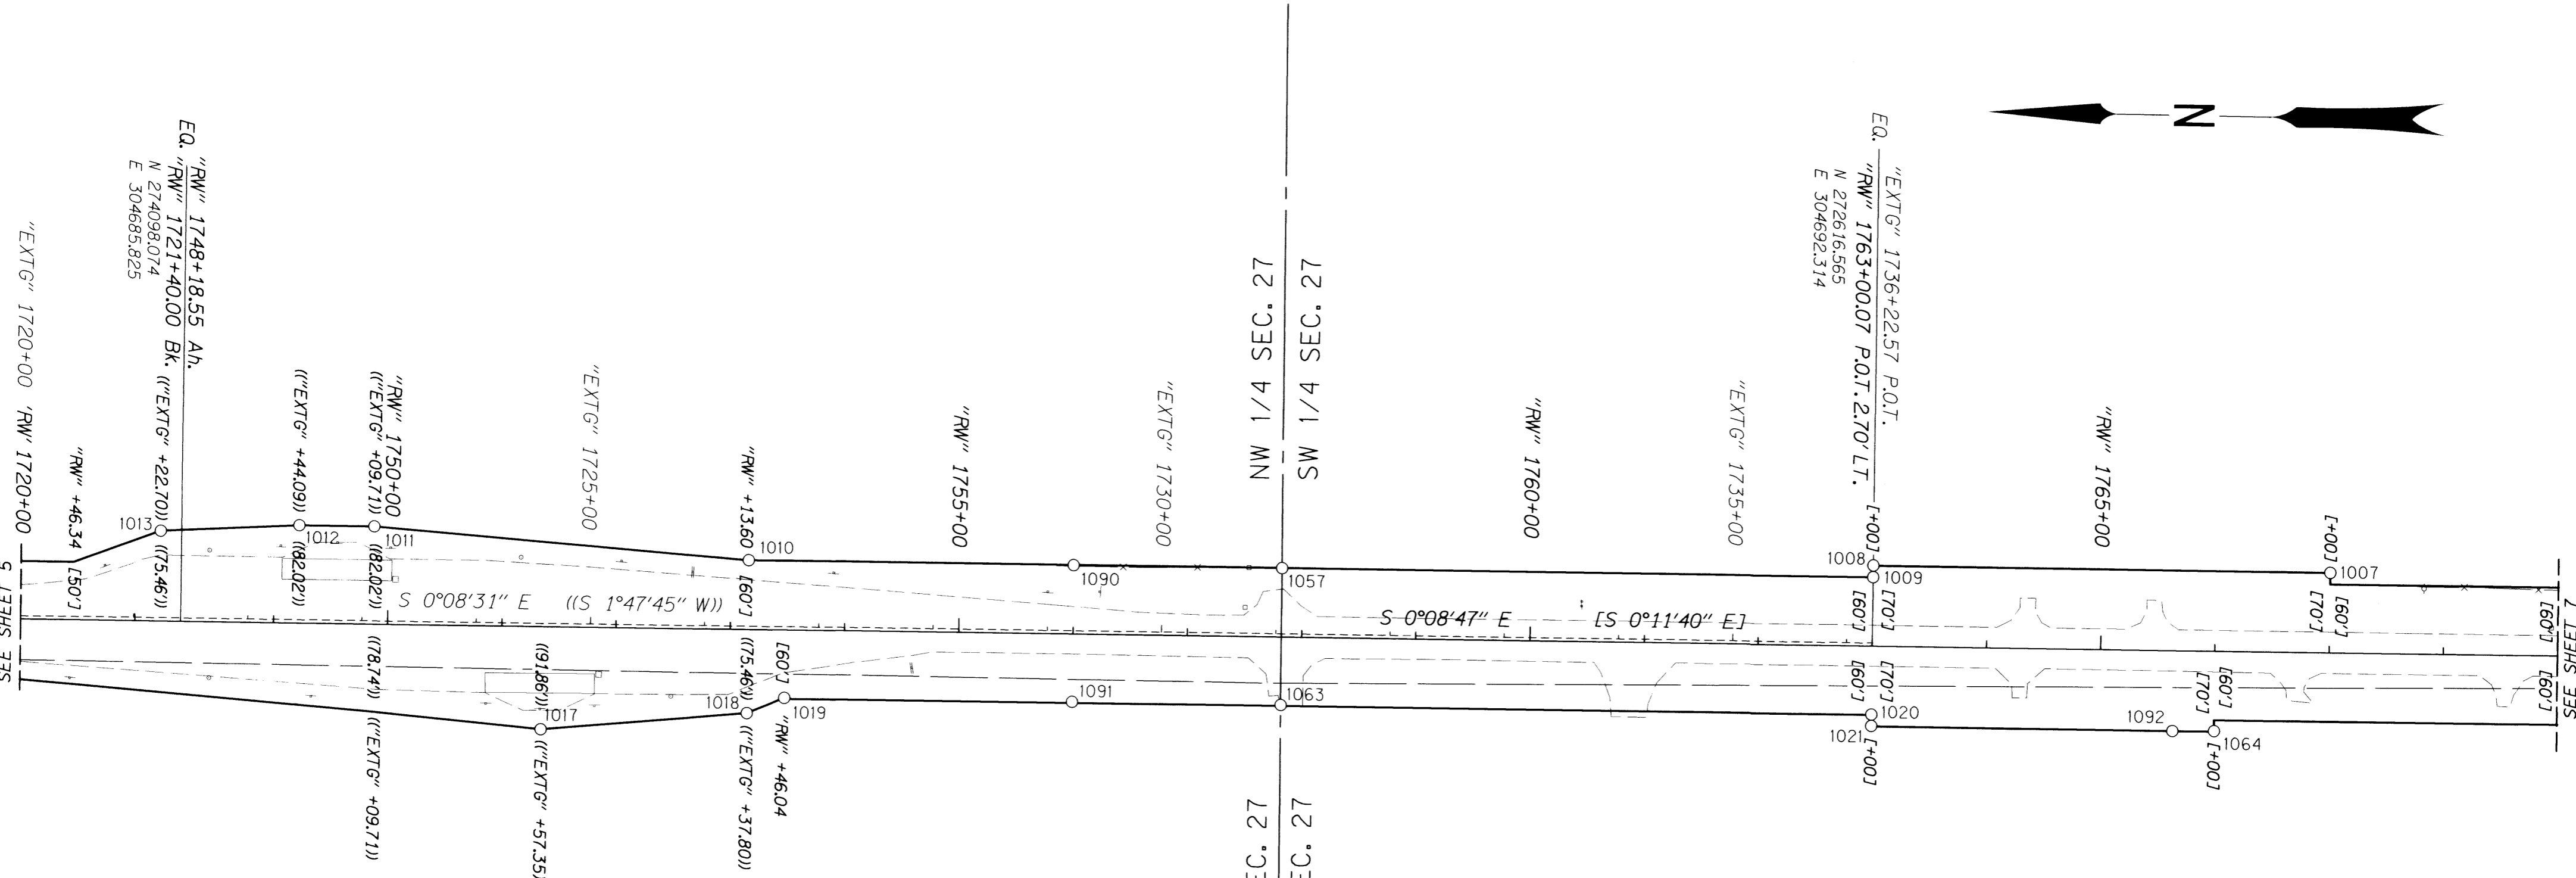 N
EQ. "RW" 1748+18.55 Ah.
"RW" 1721+40.00 Bk.
N 274098.074
E 304685.825
EQ. "EXTG" 1736+22.57 P.O.T.
"RW" 1763+00.07 P.O.T. 2.70' LT.
N 272616.565
E 304692.314
"EXTG" 1720+00 'RW' 1720+00
"RW" +46.34
[50']
(("EXTG" +22.70))
((75.46'))
(("EXTG" +44.09))
((82.02'))
"RW" 1750+00
(("EXTG" +09.71))
((82.02'))
"EXTG" 1725+00
"RW" +13.60
[60']
"RW" 1755+00
"EXTG" 1730+00
NW 1/4 SEC. 27
SW 1/4 SEC. 27
"RW" 1760+00
"EXTG" 1735+00
[+00]
[60']
[70']
"RW" 1765+00
[+00]
[70']
[60']
[60']
1013
1012
1011
1010
1090
1057
1008
1009
1007
S 0°08'31" E ((S 1°47'45" W))
S 0°08'47" E [S 0°11'40" E]
((78.74'))
(("EXTG" +09.71))
((91.86'))
(("EXTG" +57.35)
((75.46'))
(("EXTG" +37.80))
[60']
"RW" +46.04
[60']
[70']
[+00]
[70']
[60']
[+00]
[60']
1017
1018
1019
1091
1063
1020
1021
1092
1064
EC. 27
EC. 27
SEE SHEET 5
SEE SHEET 7